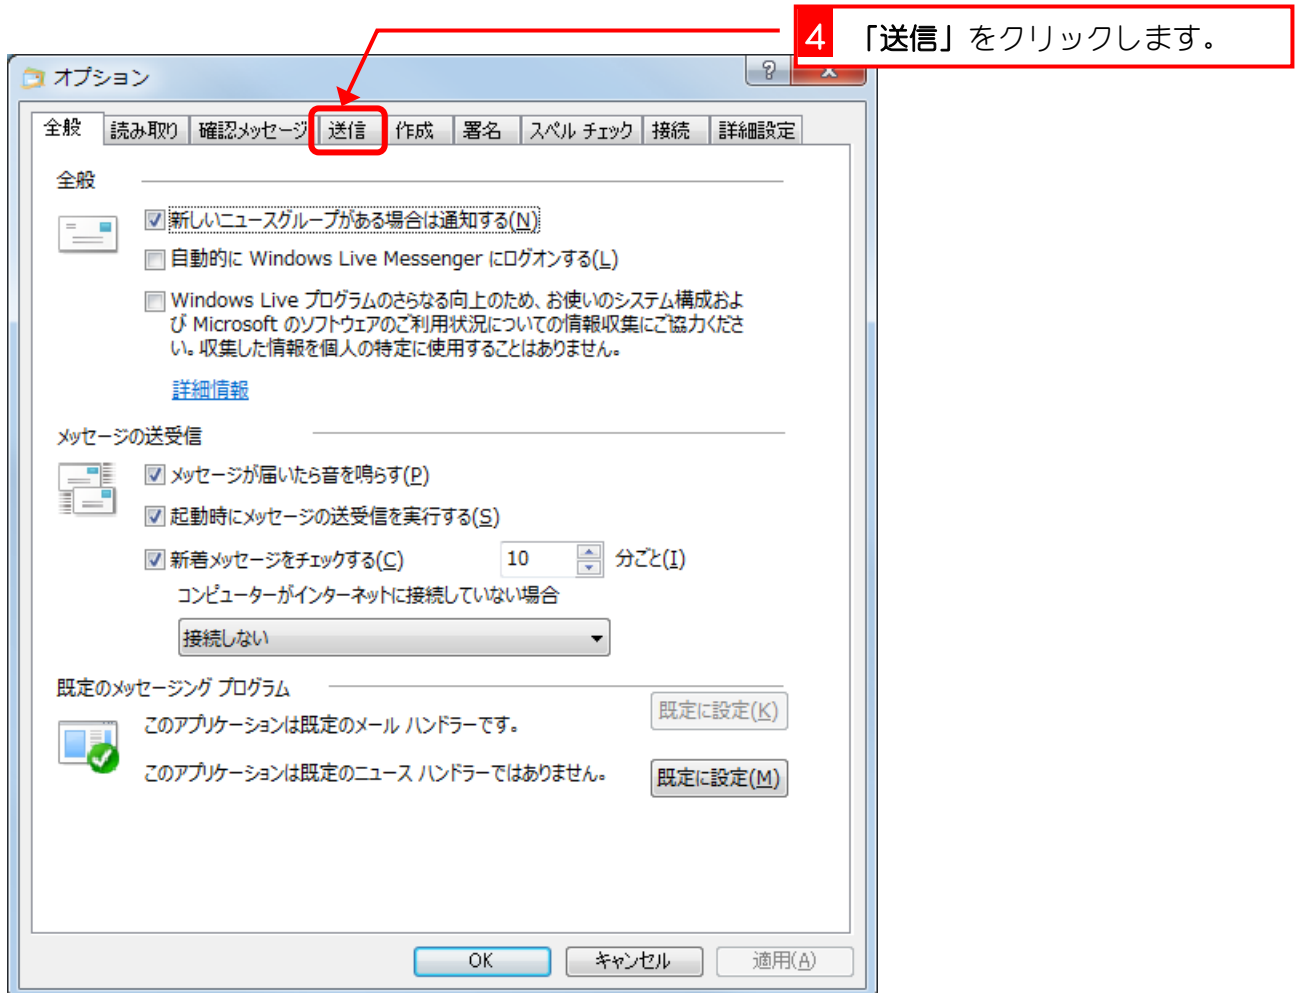 4 「送信」をクリックします。
オプション
全般 読み取り 確認メッセージ 送信 作成 署名 スペル チェック 接続 詳細設定
全般
新しいニュースグループがある場合は通知する(N)
自動的に Windows Live Messenger にログオンする(L)
Windows Live プログラムのさらなる向上のため、お使いのシステム構成およ
び Microsoft のソフトウェアのご利用状況についての情報収集にご協力くださ
い。収集した情報を個人の特定に使用することはありません。
詳細情報
メッセージの送受信
メッセージが届いたら音を鳴らす(P)
起動時にメッセージの送受信を実行する(S)
新着メッセージをチェックする(C) 10 分ごと(I)
コンピューターがインターネットに接続していない場合
接続しない
既定のメッセージング プログラム
このアプリケーションは既定のメール ハンドラーです。 既定に設定(K)
このアプリケーションは既定のニュース ハンドラーではありません。 既定に設定(M)
OK キャンセル 適用(A)